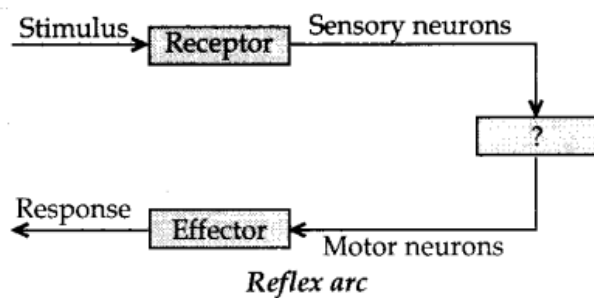 Stimulus
Receptor
Sensory neurons
?
Response
Effector
Motor neurons
Reflex arc